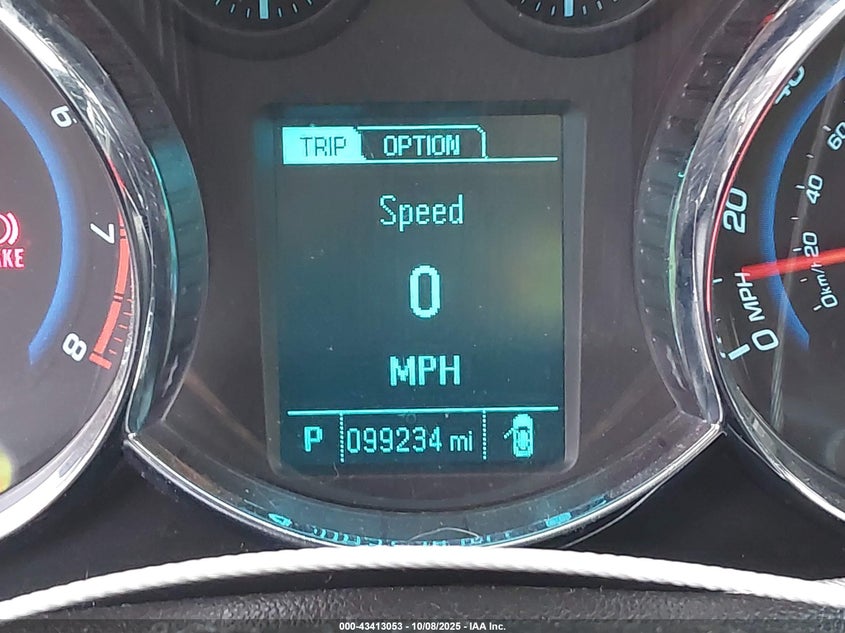 TRIP OPTION
Speed
0
MPH
P 099234 mi
6
7
8
KE
40
20
0 MPH
60
40
20
0 km/h
000-43413053 - 10/08/2025 - IAA Inc.